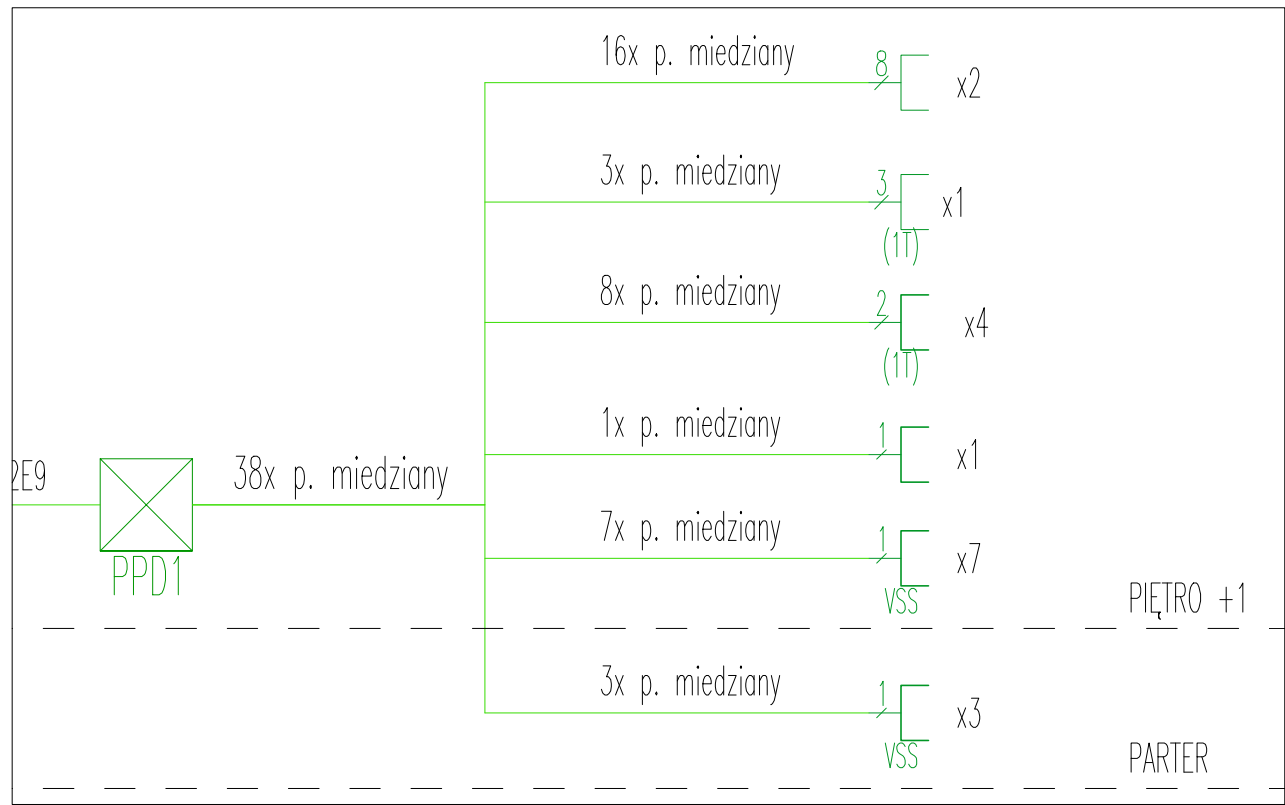 16x p. miedziany
8
x2
3x p. miedziany
3
x1
(1T)
8x p. miedziany
2
x4
(1T)
1x p. miedziany
1
x1
2E9
38x p. miedziany
PPD1
7x p. miedziany
1
x7
VSS
PIĘTRO +1
3x p. miedziany
1
x3
VSS
PARTER